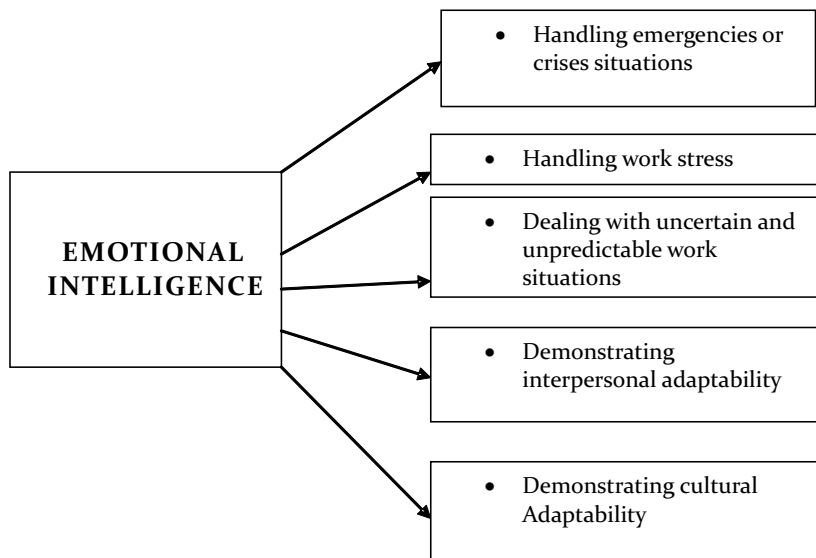 • Handling emergencies or
crises situations
• Handling work stress
• Dealing with uncertain and
unpredictable work
situations
EMOTIONAL
INTELLIGENCE
• Demonstrating
interpersonal adaptability
• Demonstrating cultural
Adaptability